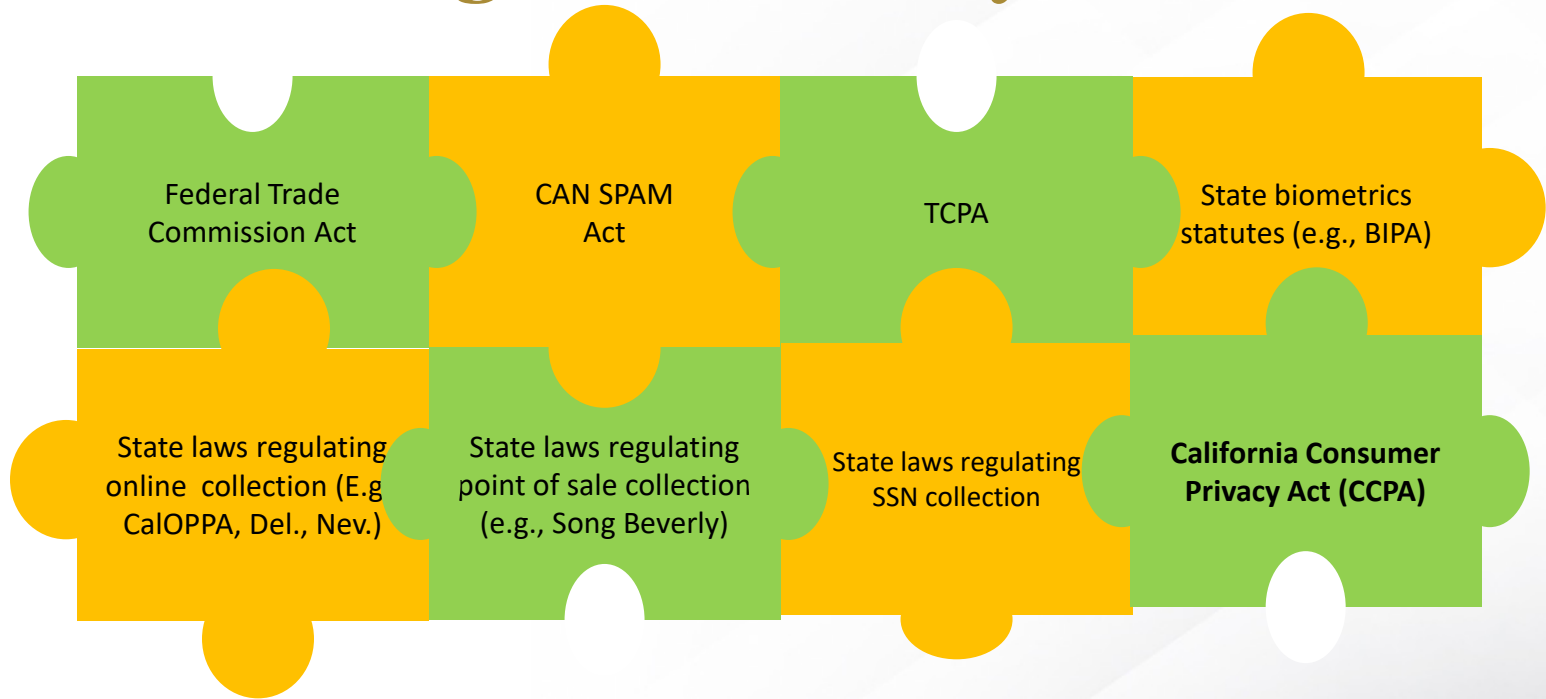 Federal Trade
Commission Act
CAN SPAM
Act
TCPA
State biometrics
statutes (e.g., BIPA)
State laws regulating
online collection (E.g
CalOPPA, Del., Nev.)
State laws regulating
point of sale collection
(e.g., Song Beverly)
State laws regulating
SSN collection
California Consumer
Privacy Act (CCPA)